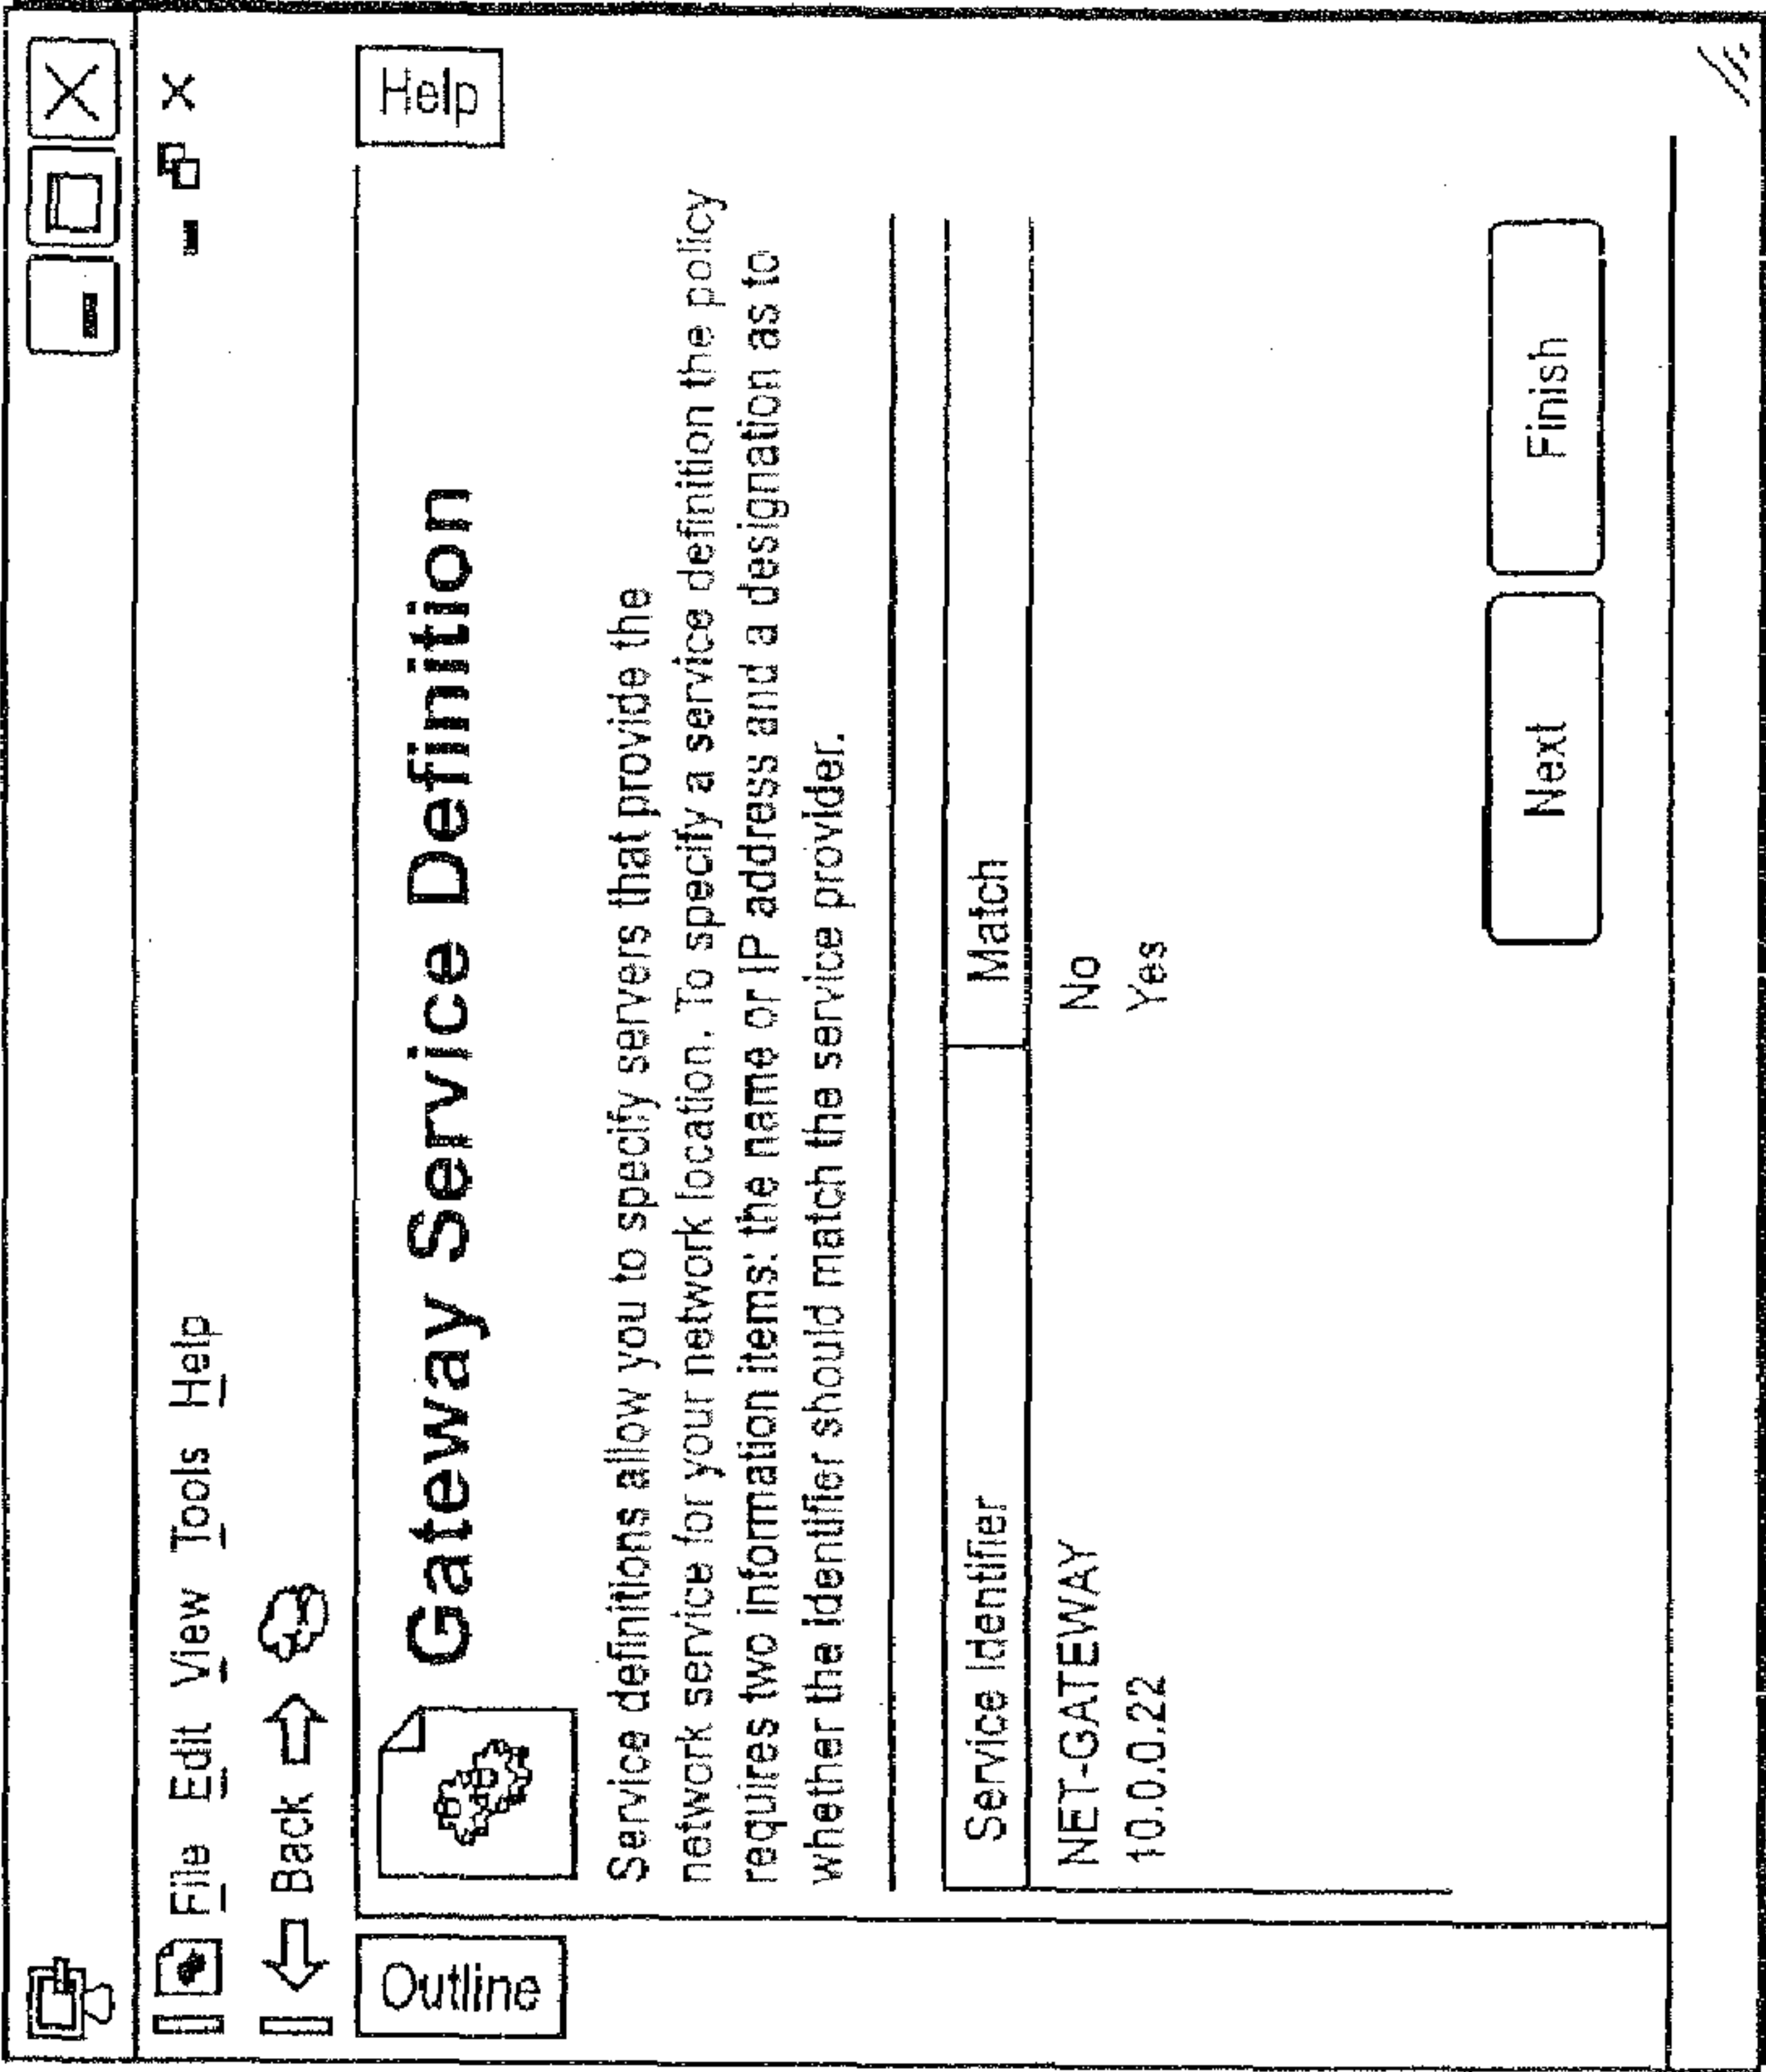 File Edit View Tools Help
Back
Outline
Help
Gateway Service Definition
Service definitions allow you to specify servers that provide the
network service for your network location. To specify a service definition the policy
requires two information items: the name or IP address and a designation as to
whether the identifier should match the service provider.
Service Identifier Match
NET-GATEWAY No
10.0.0.22 Yes
Next Finish